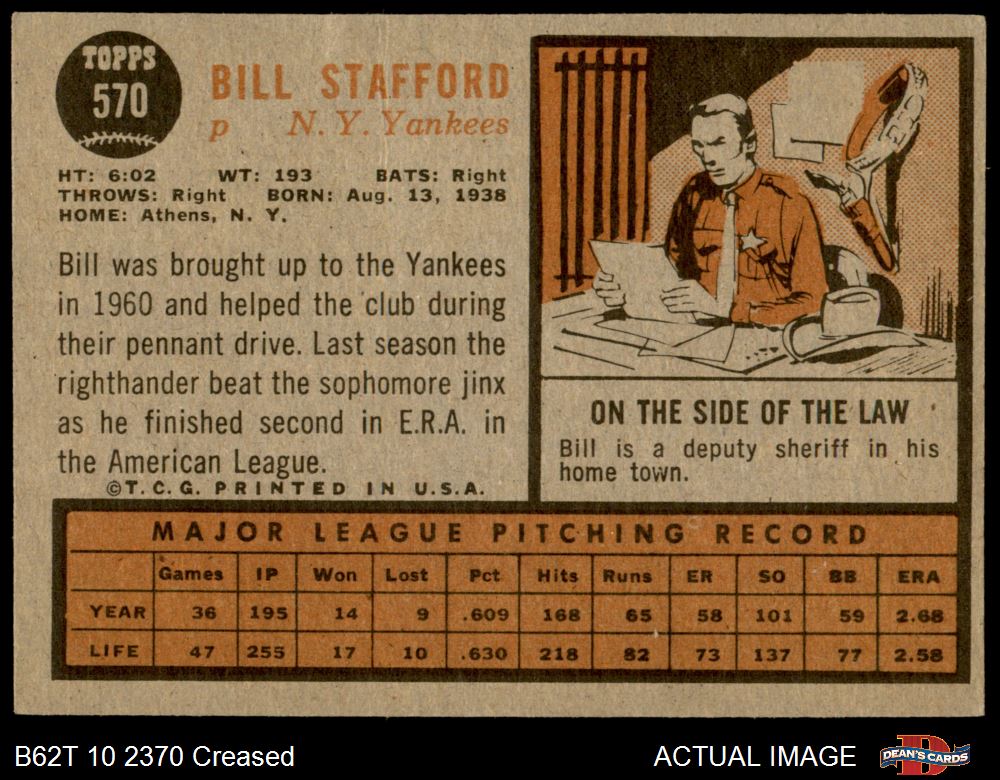 TOPPS
570
BILL STAFFORD
p N. Y. Yankees
HT: 6:02 WT: 193 BATS: Right
THROWS: Right BORN: Aug. 13, 1938
HOME: Athens, N. Y.
Bill was brought up to the Yankees
in 1960 and helped the club during
their pennant drive. Last season the
righthander beat the sophomore jinx
as he finished second in E.R.A. in
the American League.
©T. C. G. PRINTED IN U.S.A.
ON THE SIDE OF THE LAW
Bill is a deputy sheriff in his
home town.
MAJOR LEAGUE PITCHING RECORD
Games IP Won Lost Pct Hits Runs ER SO BB ERA
YEAR 36 195 14 9 .609 168 65 58 101 59 2.68
LIFE 47 255 17 10 .630 218 82 73 137 77 2.58
B62T 10 2370 Creased
ACTUAL IMAGE
D
DEAN'S CARDS